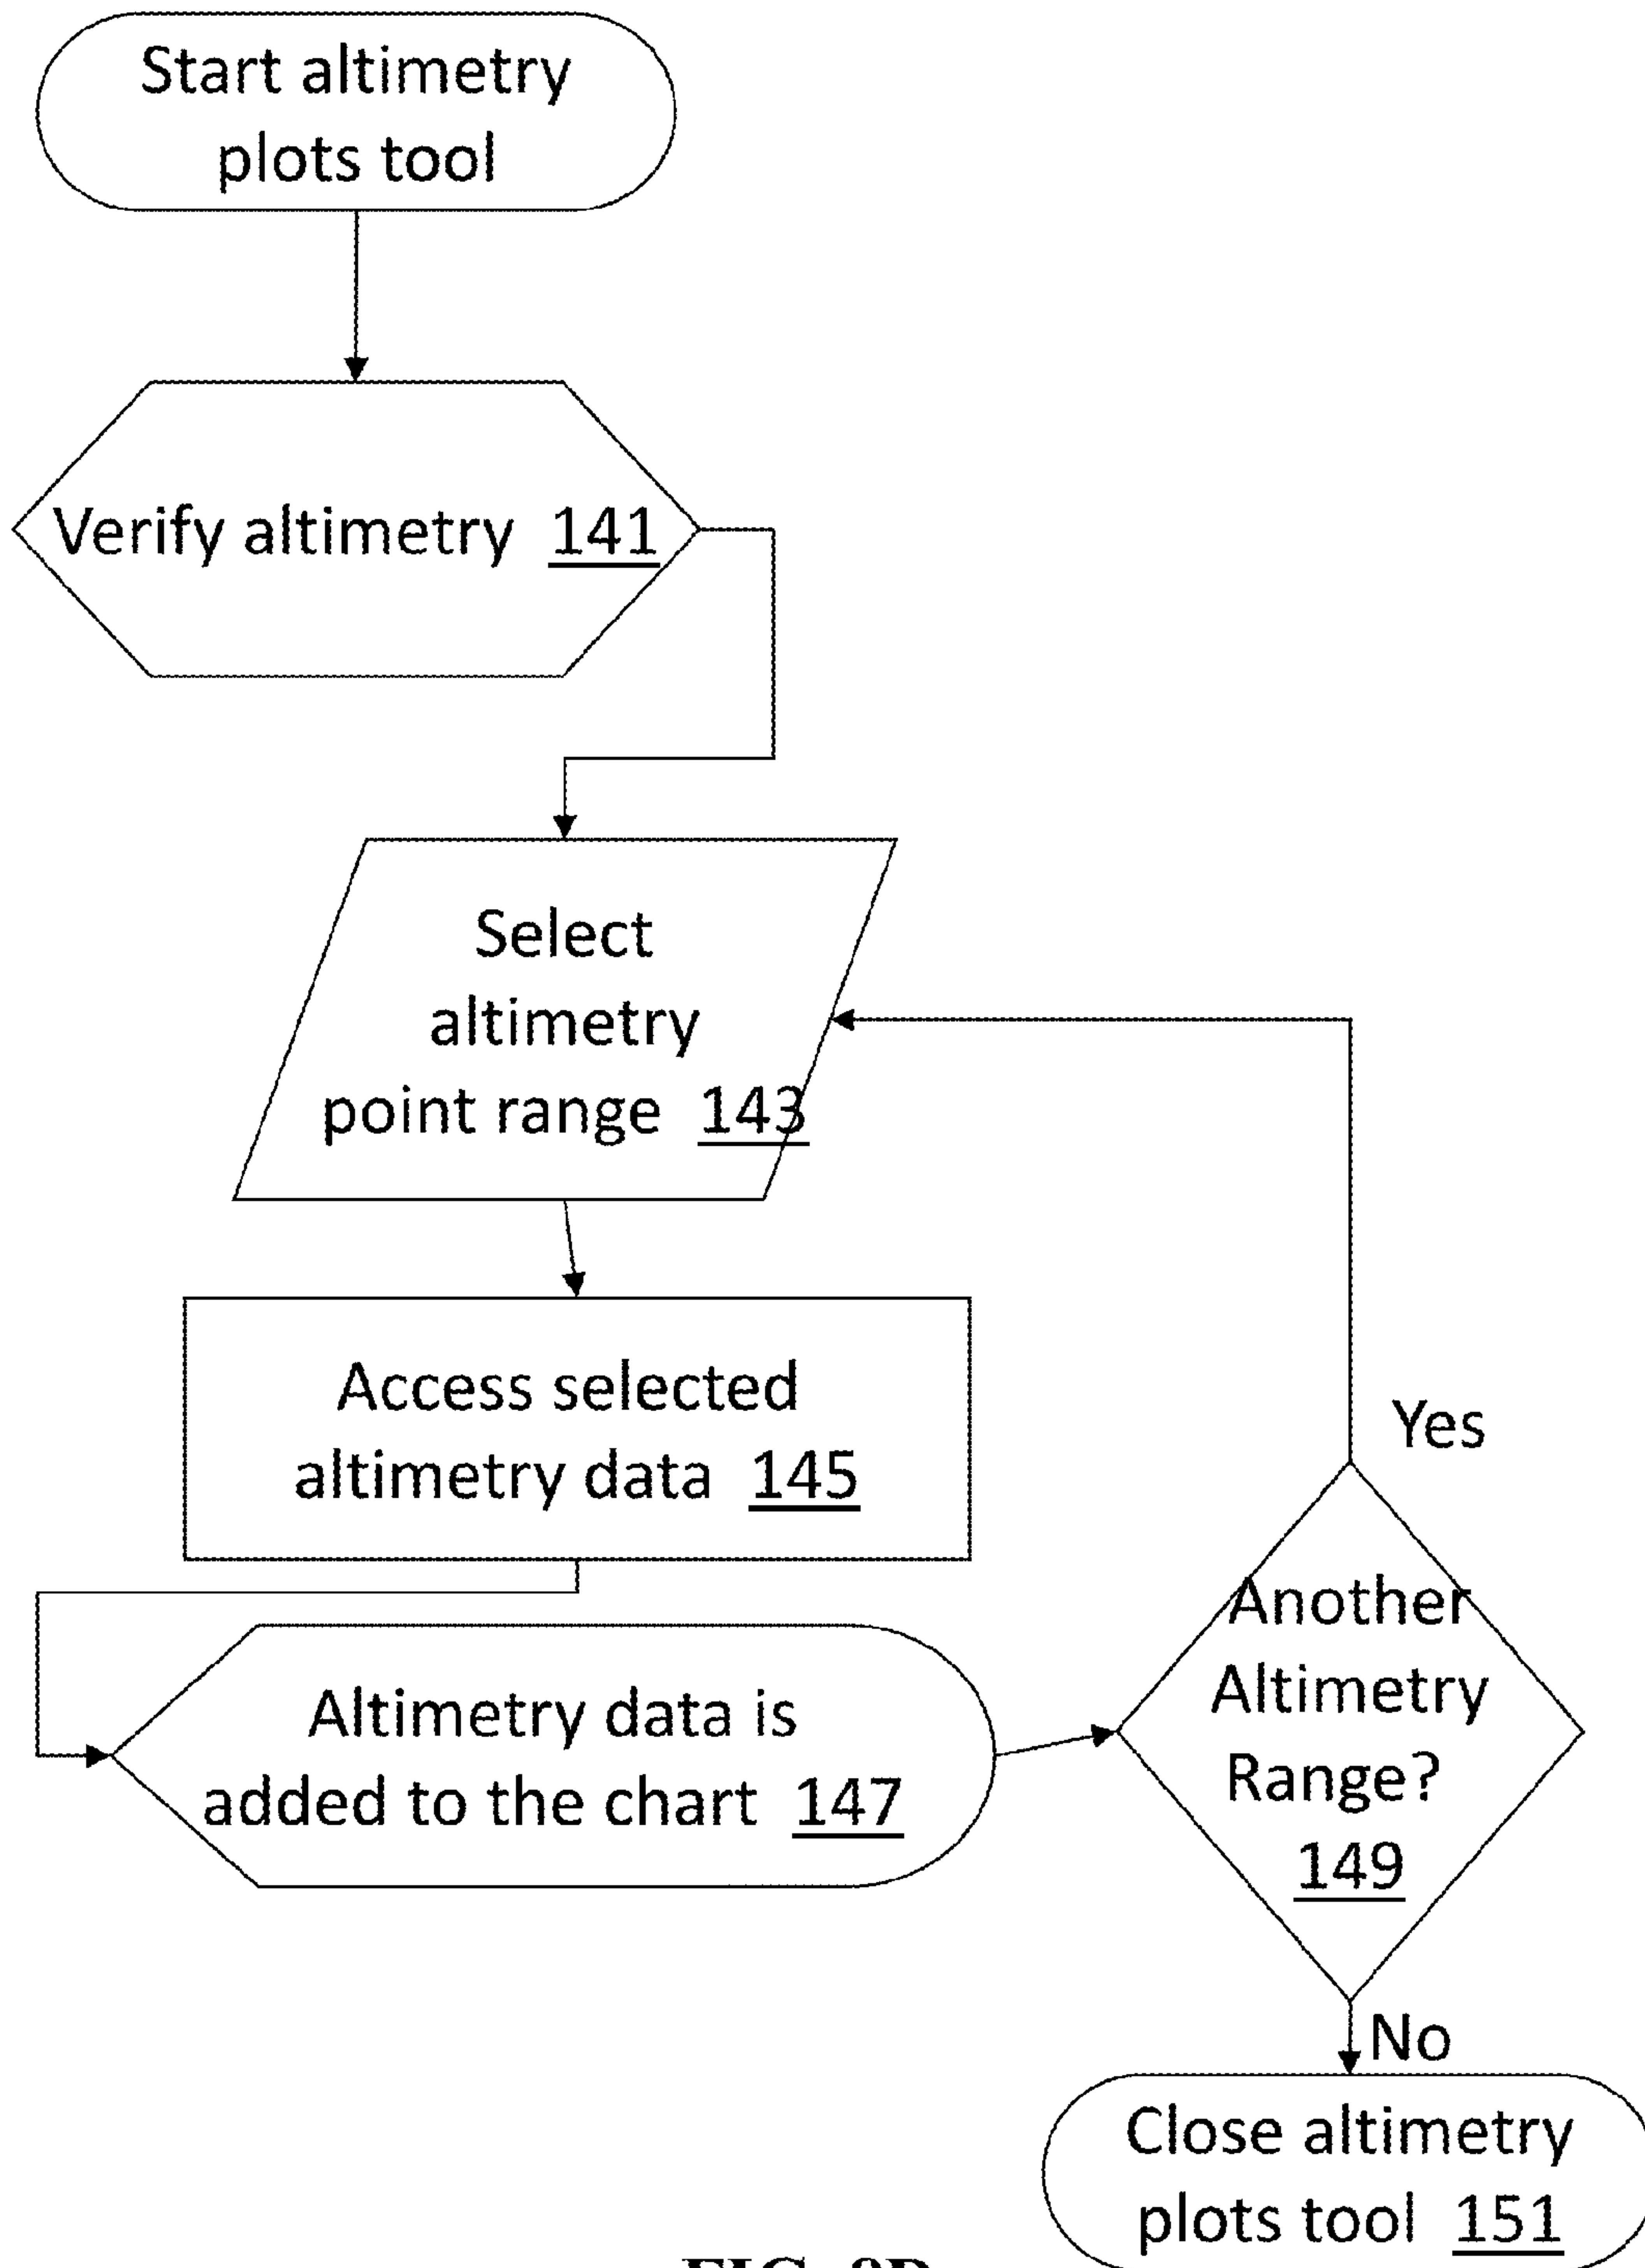 Start altimetry
plots tool
Verify altimetry 141
Select
altimetry
point range 143
Access selected
altimetry data 145
Altimetry data is
added to the chart 147
Yes
Another
Altimetry
Range?
149
No
Close altimetry
plots tool 151